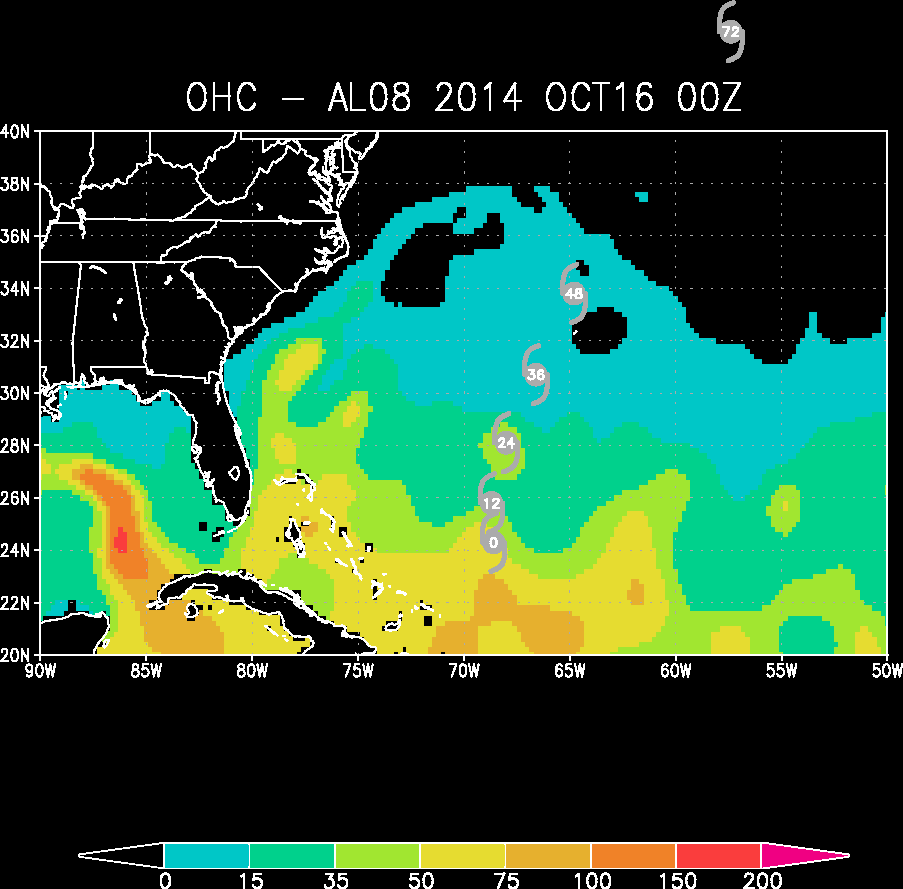 72
OHC - AL08 2014 OCT16 00Z
40N
38N
36N
34N
48
32N
36
30N
28N
24
26N
12
24N
0
22N
20N
90W 85W 80W 75W 70W 65W 60W 55W 50W
0 15 35 50 75 100 150 200